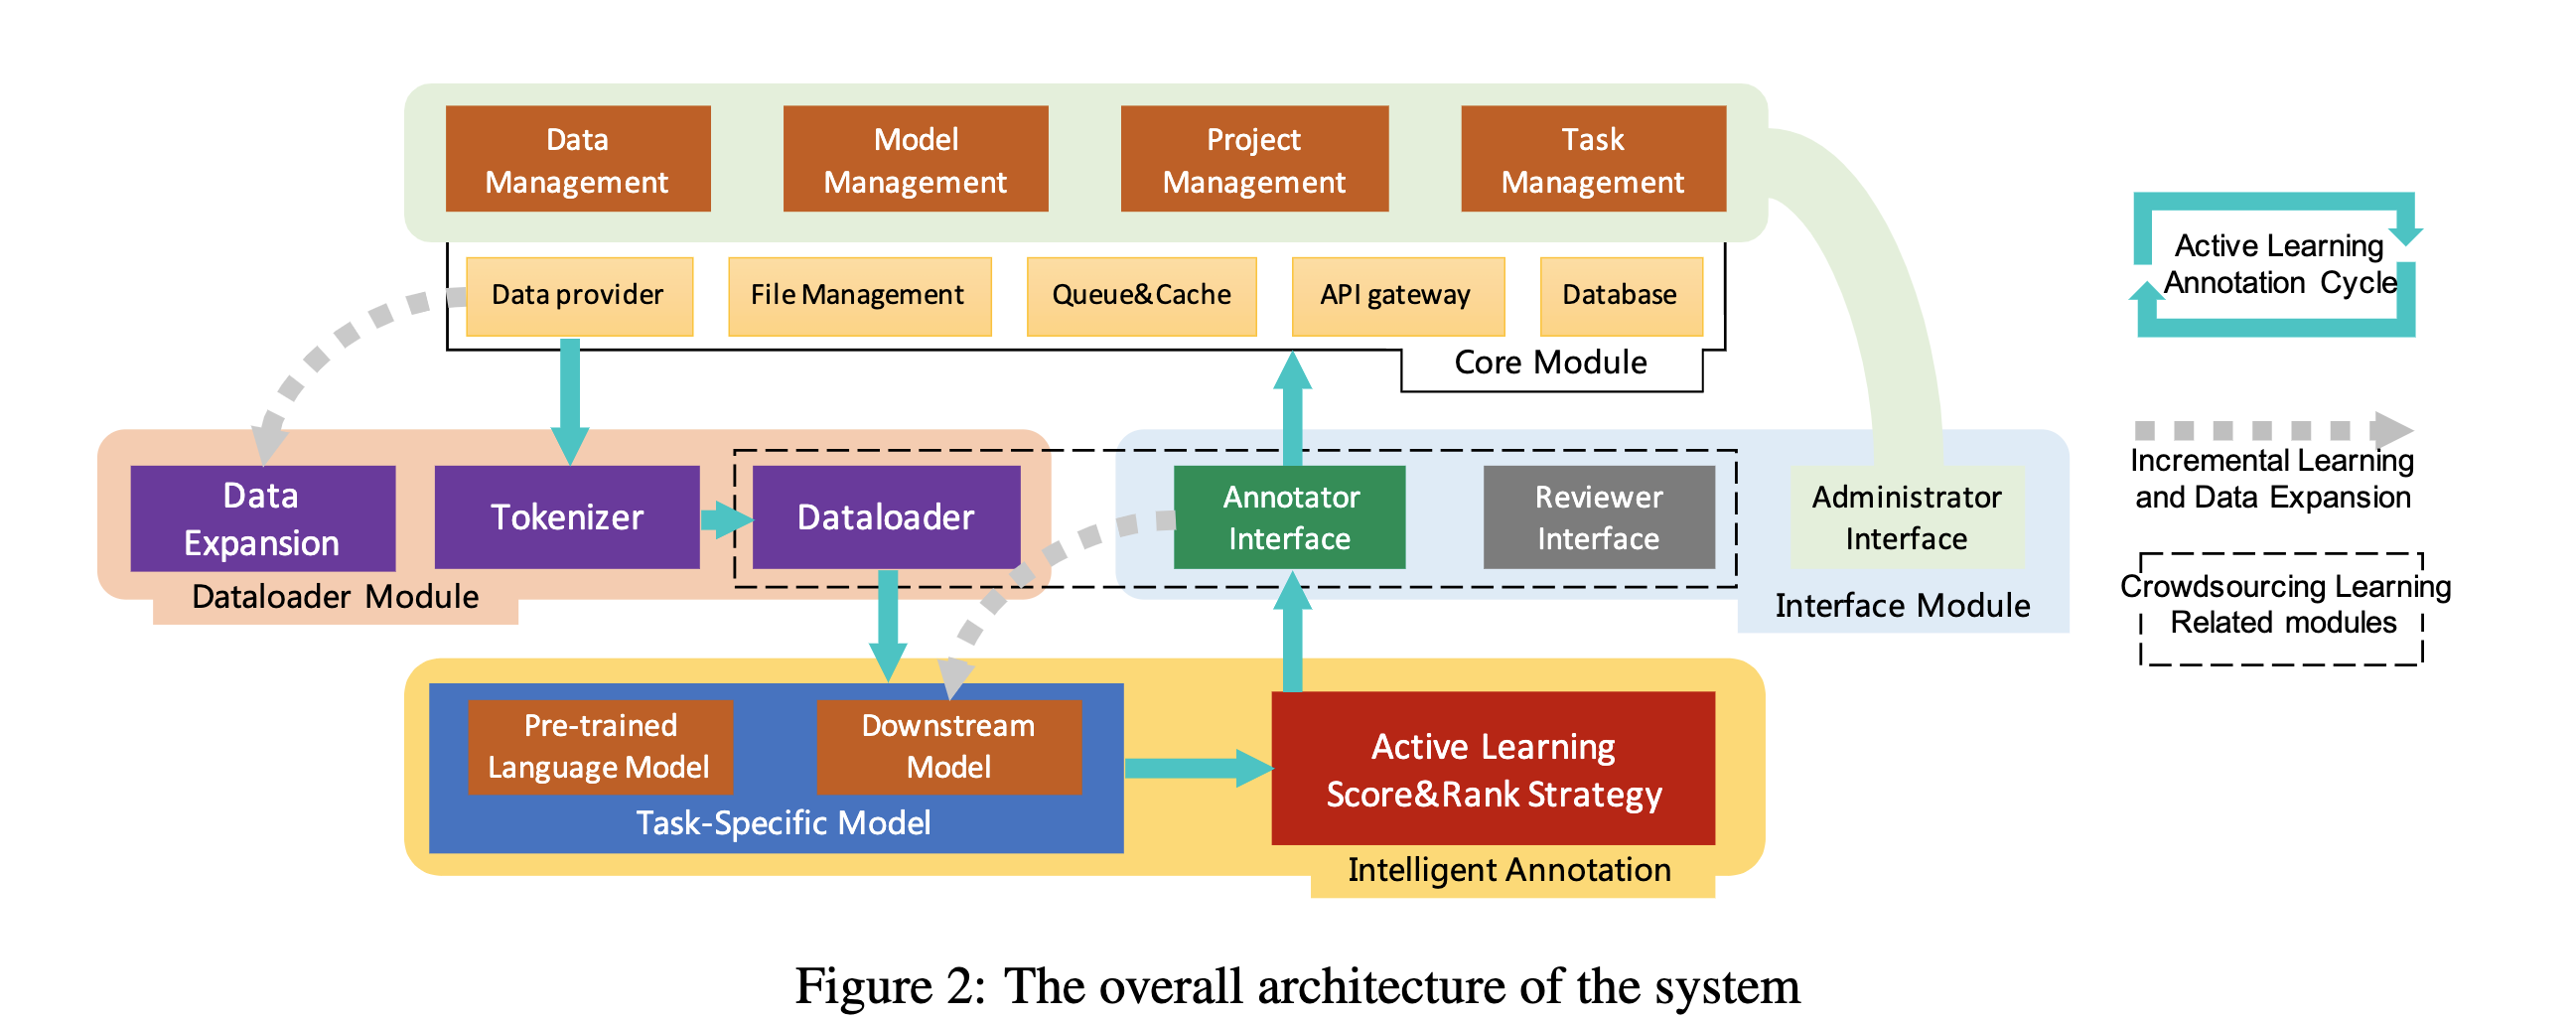 Data
Management
Model
Management
Project
Management
Task
Management
Data provider
File Management
Queue&Cache
API gateway
Database
Core Module
Data
Expansion
Tokenizer
Dataloader
Dataloader Module
Annotator
Interface
Reviewer
Interface
Administrator
Interface
Interface Module
Pre-trained
Language Model
Downstream
Model
Task-Specific Model
Active Learning
Score&Rank Strategy
Intelligent Annotation
Active Learning
Annotation Cycle
Incremental Learning
and Data Expansion
Crowdsourcing Learning
Related modules
Figure 2: The overall architecture of the system